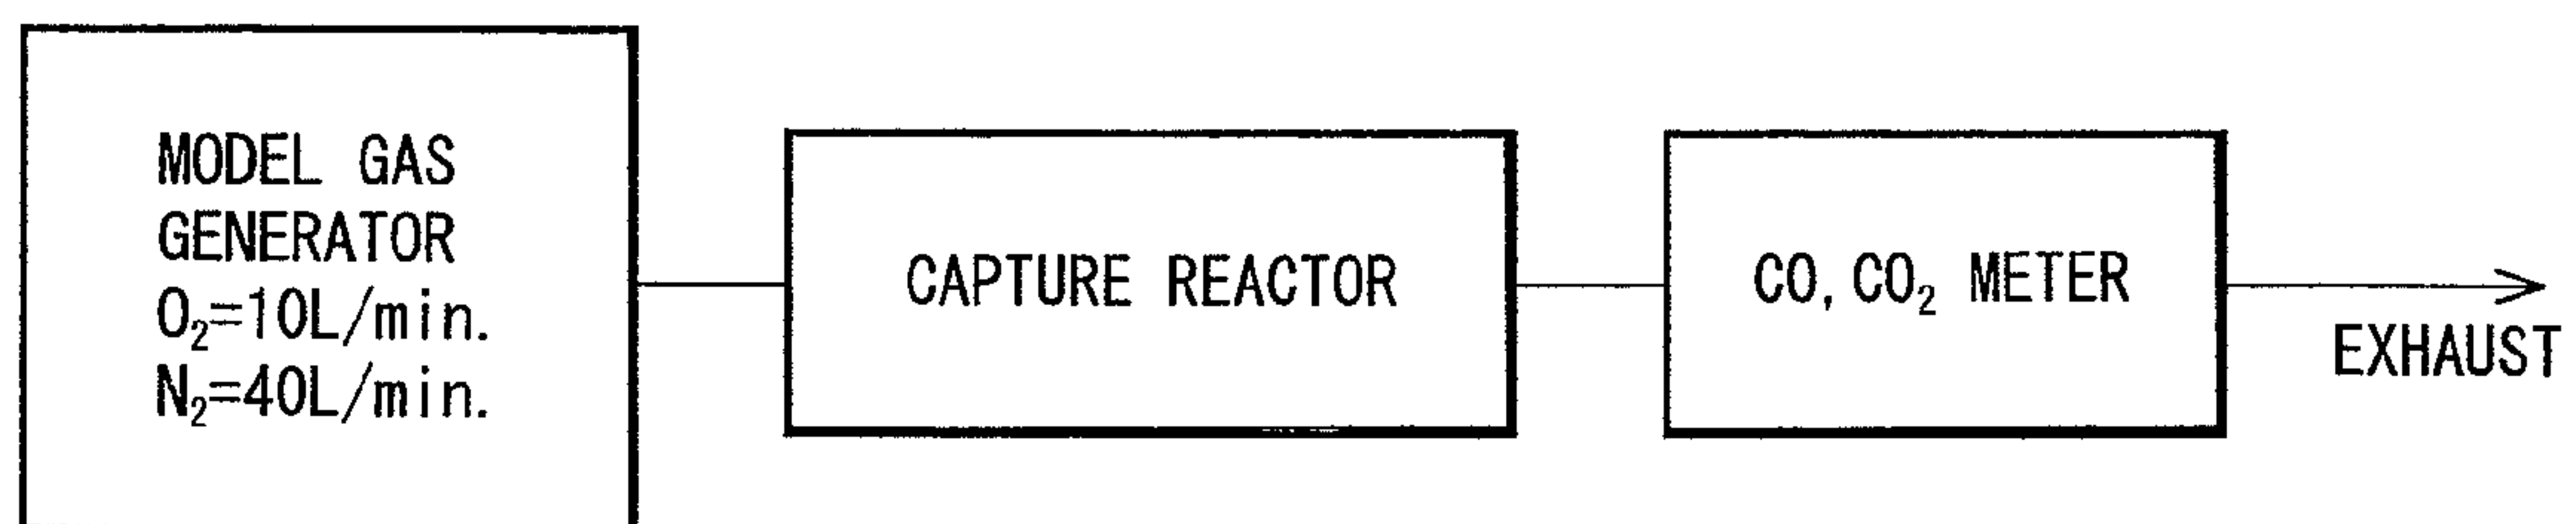 MODEL GAS
GENERATOR
O₂=10L/min.
N₂=40L/min.
CAPTURE REACTOR
CO, CO₂ METER
EXHAUST